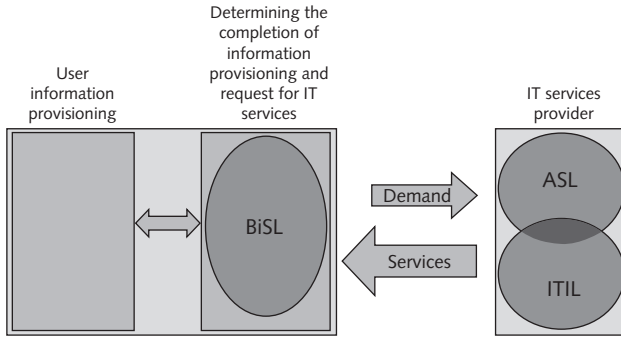 User
information
provisioning
Determining the
completion of
information
provisioning and
request for IT
services
IT services
provider
BiSL
Demand
Services
ASL
ITIL